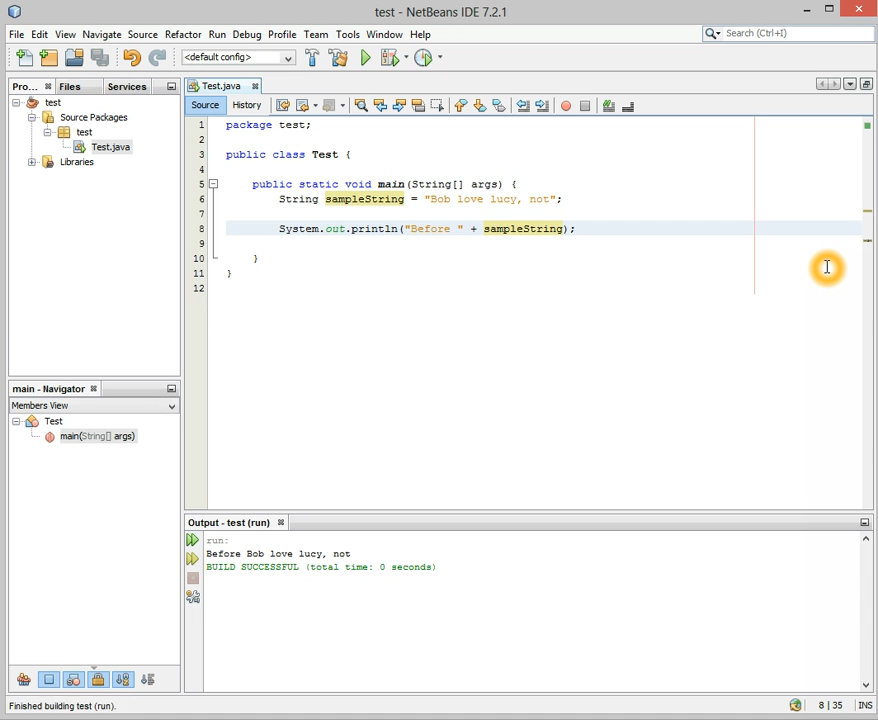 test - NetBeans IDE 7.2.1
File Edit View Navigate Source Refactor Run Debug Profile Team Tools Window Help
Search (Ctrl+I)
<default config>
Pro... Files Services
Test.java
test
Source Packages
test
Test.java
Libraries
Source History
1 package test;
2
3 public class Test {
4
5 public static void main(String[] args) {
6 String sampleString = "Bob love lucy, not";
7
8 System.out.println("Before " + sampleString);
9
10 }
11 }
12
main - Navigator
Members View
Test
main(String[] args)
Output - test (run)
run:
Before Bob love lucy, not
BUILD SUCCESSFUL (total time: 0 seconds)
Finished building test (run).
8 | 35 INS